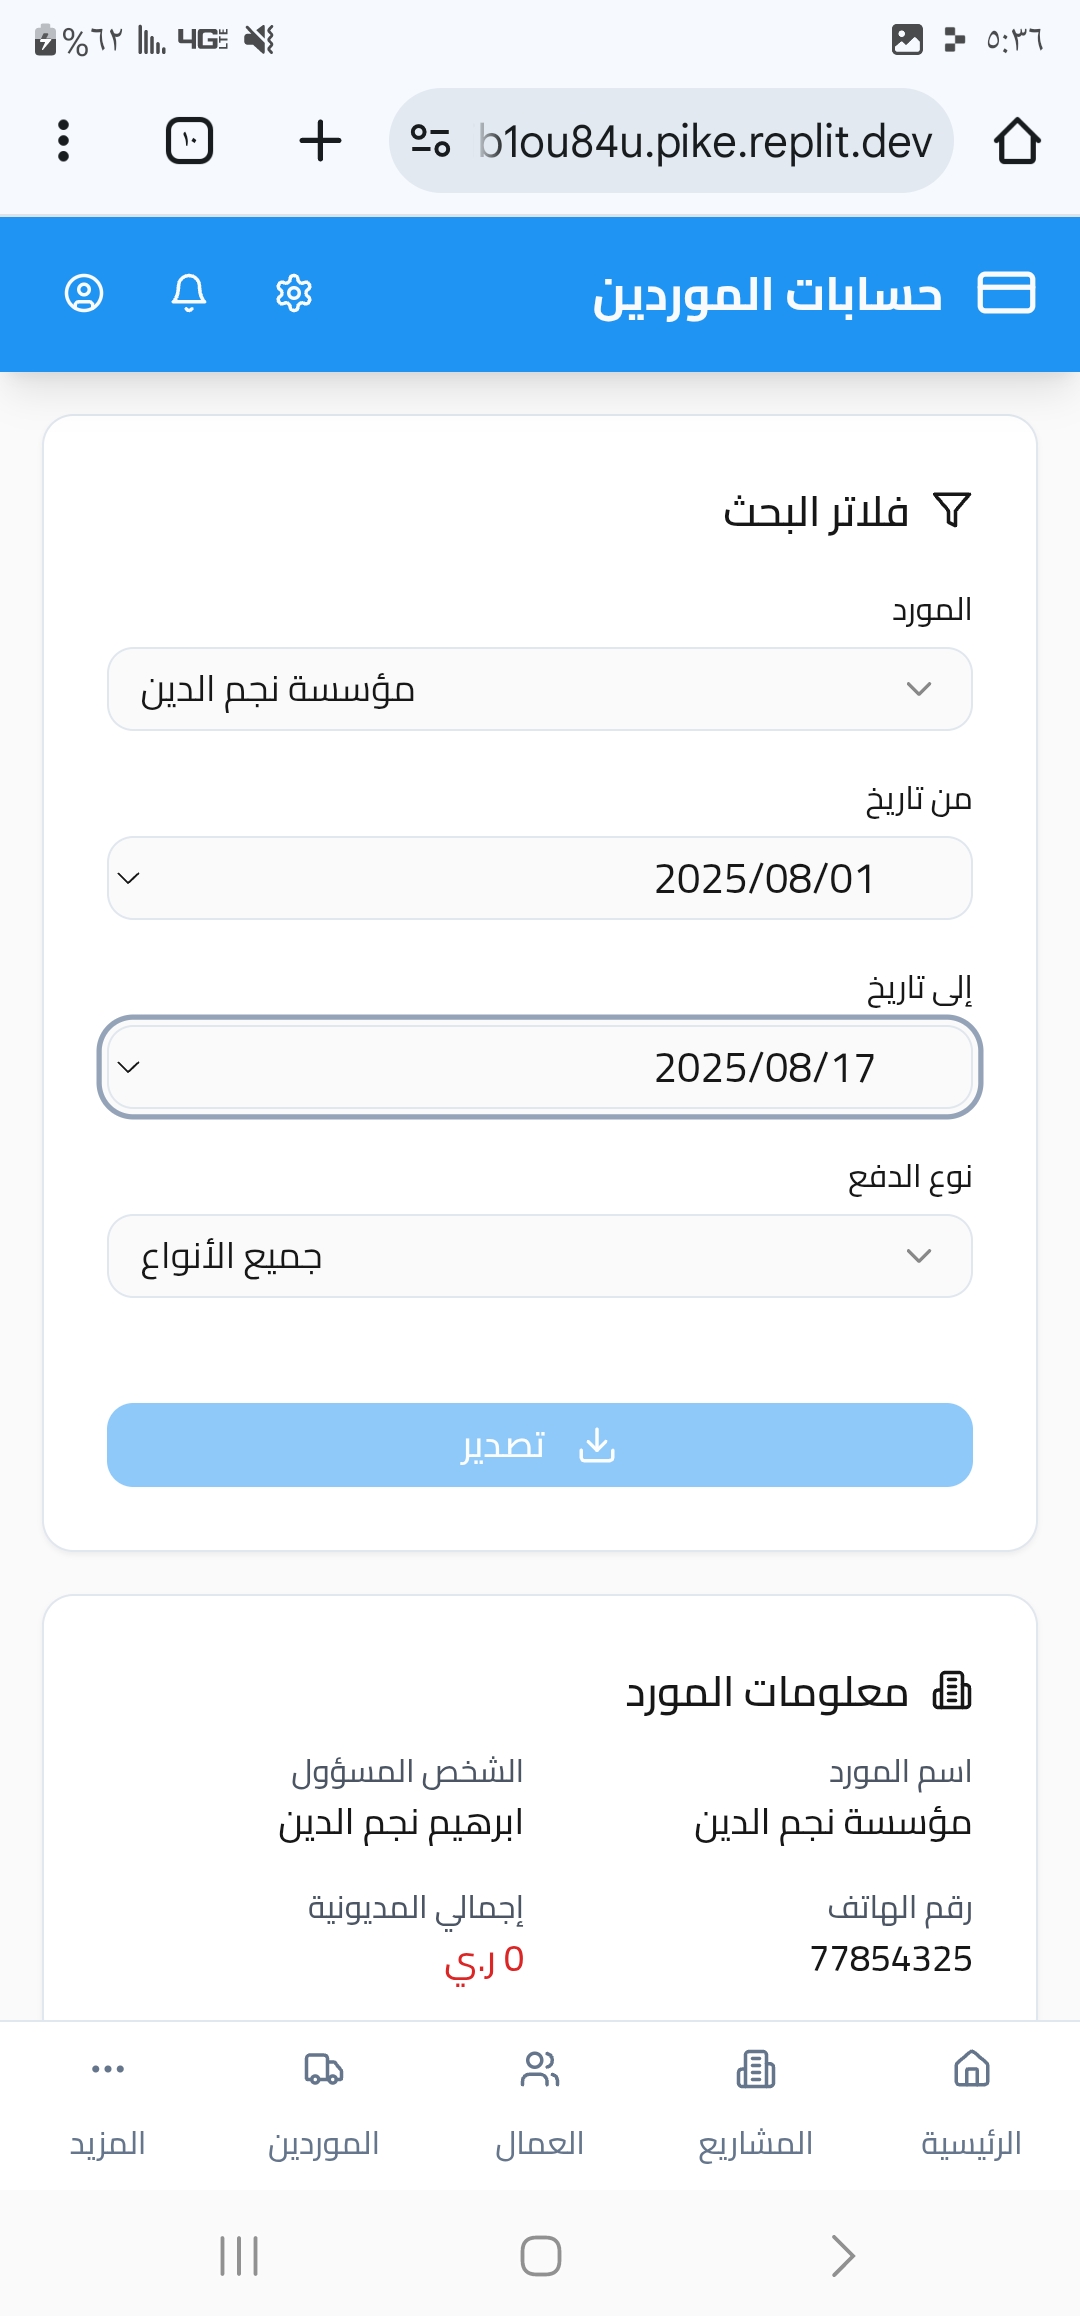 ٥:٣٦ 4G LTE %٦٢
b1ou84u.pike.replit.dev ١٠
حسابات الموردين
فلاتر البحث
المورد
مؤسسة نجم الدين
من تاريخ
2025/08/01
إلى تاريخ
2025/08/17
نوع الدفع
جميع الأنواع
تصدير
معلومات المورد
اسم المورد الشخص المسؤول
مؤسسة نجم الدين ابرهيم نجم الدين
رقم الهاتف إجمالي المديونية
77854325 0 ر.ي
الرئيسية المشاريع العمال الموردين المزيد